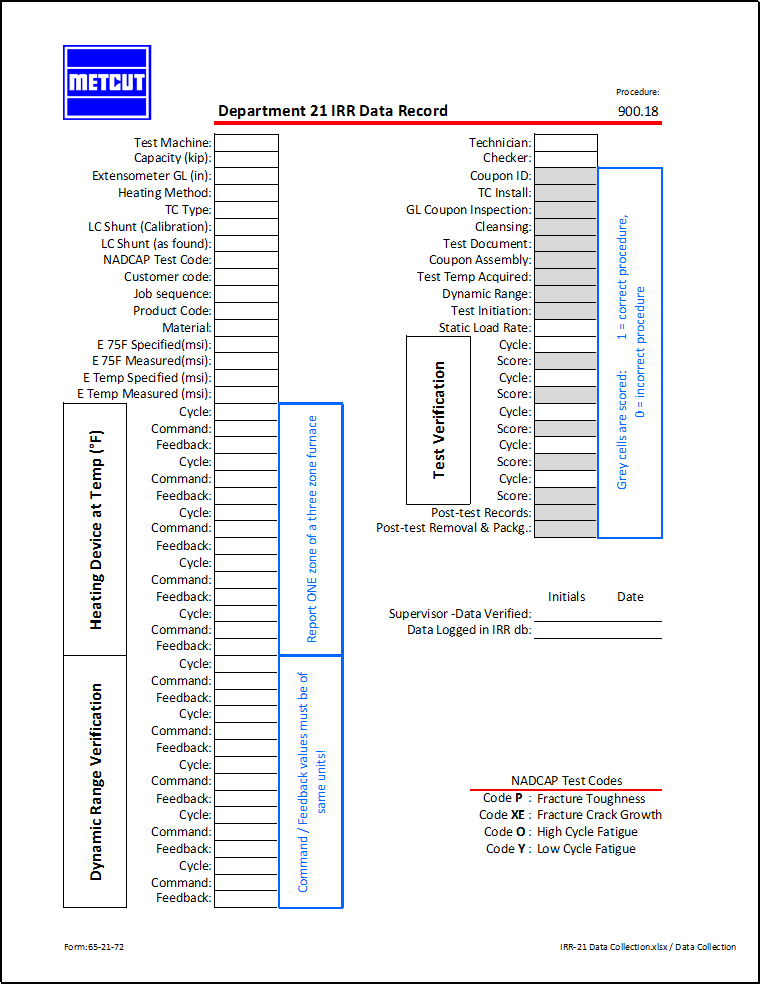 METCUT
Procedure:
Department 21 IRR Data Record
900.18
Test Machine:
Capacity (kip):
Extensometer GL (in):
Heating Method:
TC Type:
LC Shunt (Calibration):
LC Shunt (as found):
NADCAP Test Code:
Customer code:
Job sequence:
Product Code:
Material:
E 75F Specified(msi):
E 75F Measured(msi):
E Temp Specified (msi):
E Temp Measured (msi):
Heating Device at Temp (°F)
Cycle:
Command:
Feedback:
Cycle:
Command:
Feedback:
Cycle:
Command:
Feedback:
Cycle:
Command:
Feedback:
Cycle:
Command:
Feedback:
Report ONE zone of a three zone furnace
Dynamic Range Verification
Cycle:
Command:
Feedback:
Cycle:
Command:
Feedback:
Cycle:
Command:
Feedback:
Cycle:
Command:
Feedback:
Cycle:
Command:
Feedback:
Command / Feedback values must be of
same units!
Technician:
Checker:
Coupon ID:
TC Install:
GL Coupon Inspection:
Cleansing:
Test Document:
Coupon Assembly:
Test Temp Acquired:
Dynamic Range:
Test Initiation:
Static Load Rate:
Test Verification
Cycle:
Score:
Cycle:
Score:
Cycle:
Score:
Cycle:
Score:
Cycle:
Score:
Post-test Records:
Post-test Removal & Packg.:
Grey cells are scored: 1 = correct procedure,
0 = incorrect procedure
Initials Date
Supervisor -Data Verified:
Data Logged in IRR db:
NADCAP Test Codes
Code P : Fracture Toughness
Code XE : Fracture Crack Growth
Code O : High Cycle Fatigue
Code Y : Low Cycle Fatigue
Form:65-21-72
IRR-21 Data Collection.xlsx / Data Collection